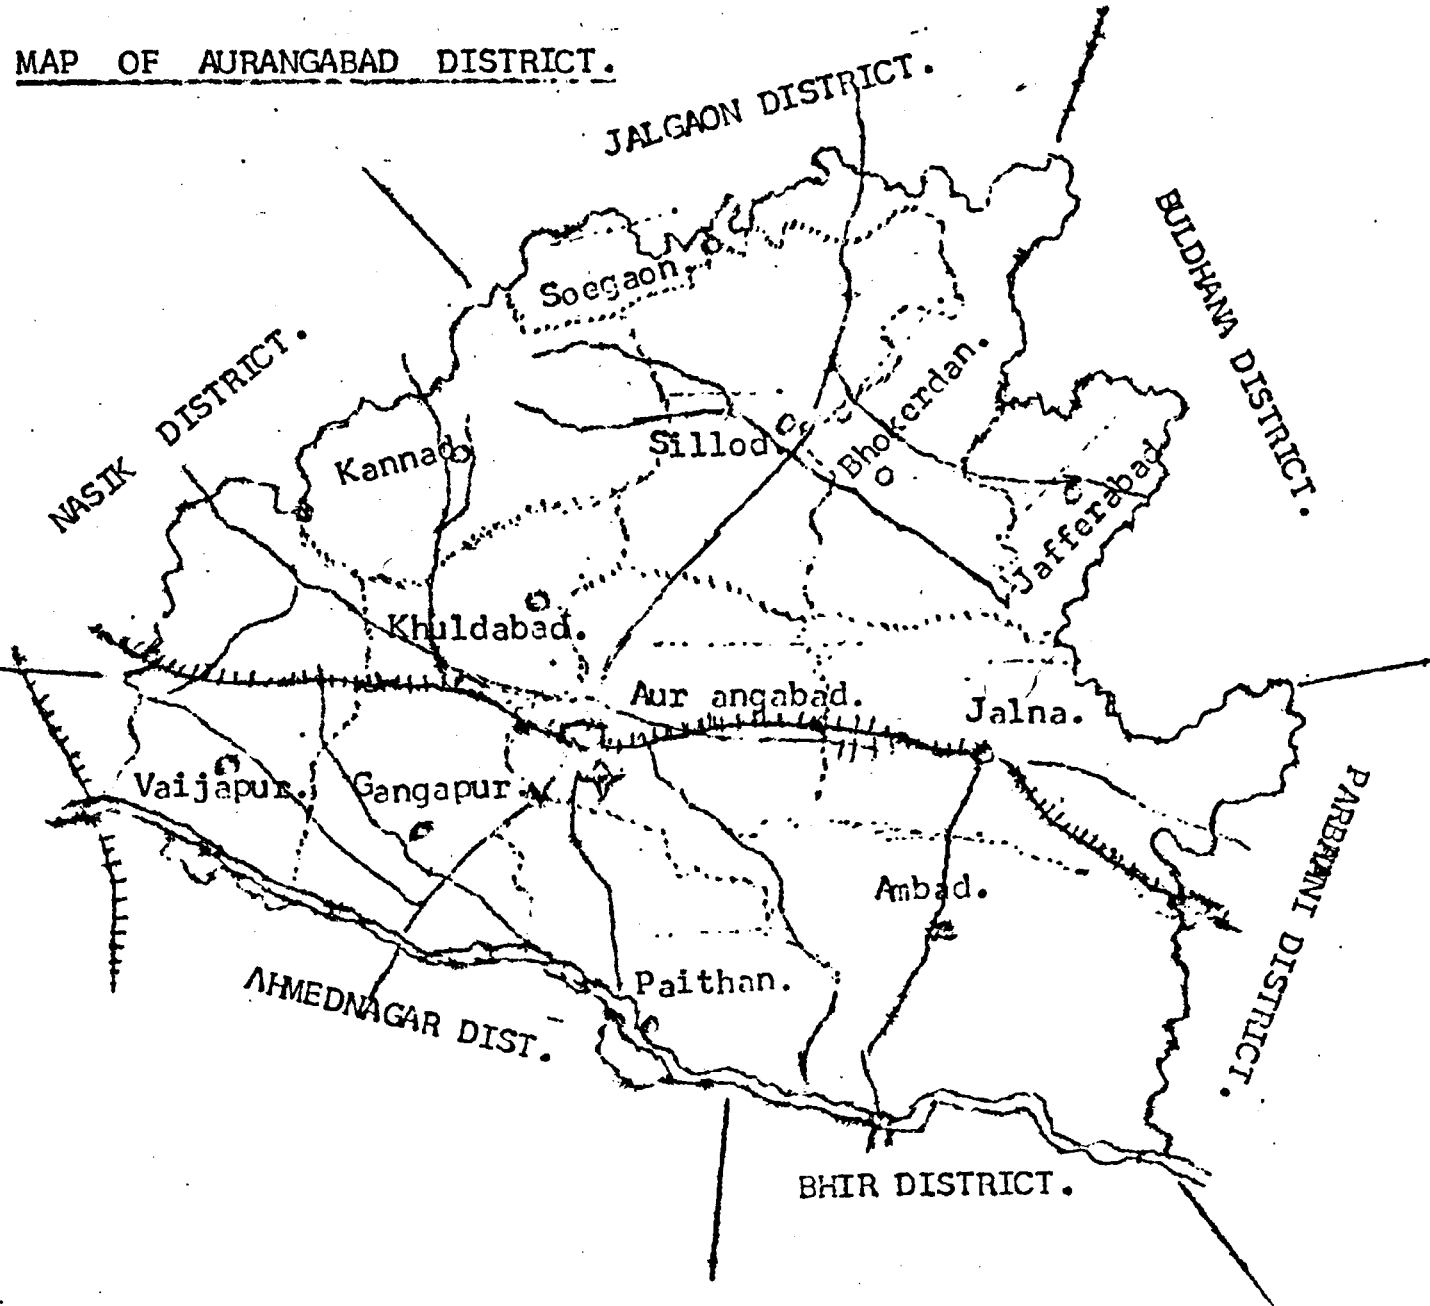 MAP OF AURANGABAD DISTRICT.
JALGAON DISTRICT.
BULDHANA DISTRICT.
Soegaon.
NASIK DISTRICT.
Bhokerdan.
Sillod.
Kannad.
Jafferabad
Khuldabad.
Aur angabad.
Jalna.
Vaijapur.
Gangapur
PARBHANI DISTRICT.
Ambad.
Paithan.
AHMEDNAGAR DIST.
BHIR DISTRICT.